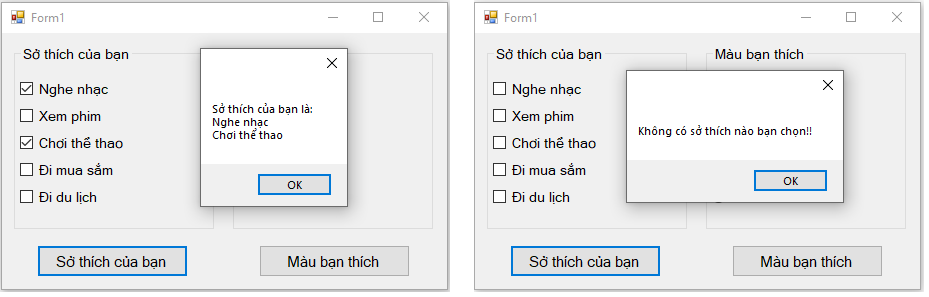 Form1
Sở thích của bạn
Nghe nhạc
Xem phim
Chơi thể thao
Đi mua sắm
Đi du lịch
Sở thích của bạn là:
Nghe nhạc
Chơi thể thao
OK
Sở thích của bạn
Màu bạn thích
Form1
Sở thích của bạn
Màu bạn thích
Nghe nhạc
Xem phim
Chơi thể thao
Đi mua sắm
Đi du lịch
Không có sở thích nào bạn chọn!!
OK
Sở thích của bạn
Màu bạn thích